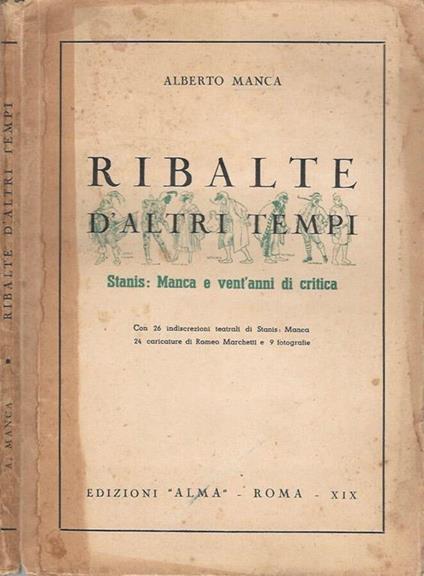 ALBERTO MANCA
RIBALTE
D'ALTRI TEMPI
Stanis: Manca e vent'anni di critica
Con 26 indiscrezioni teatrali di Stanis: Manca
24 caricature di Romeo Marchetti e 9 fotografie
EDIZIONI "ALMA" - ROMA - XIX
A. MANCA * RIBALTE D'ALTRI TEMPI